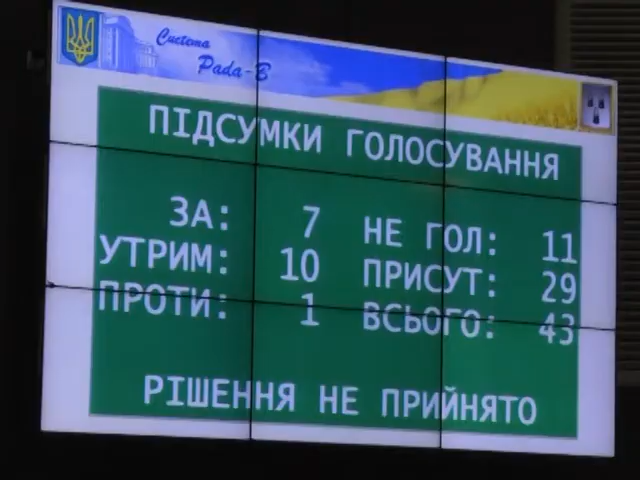 Система
Рада-В
ПІДСУМКИ ГОЛОСУВАННЯ
ЗА: 7 НЕ ГОЛ: 11
УТРИМ: 10 ПРИСУТ: 29
ПРОТИ: 1 ВСЬОГО: 43
РІШЕННЯ НЕ ПРИЙНЯТО